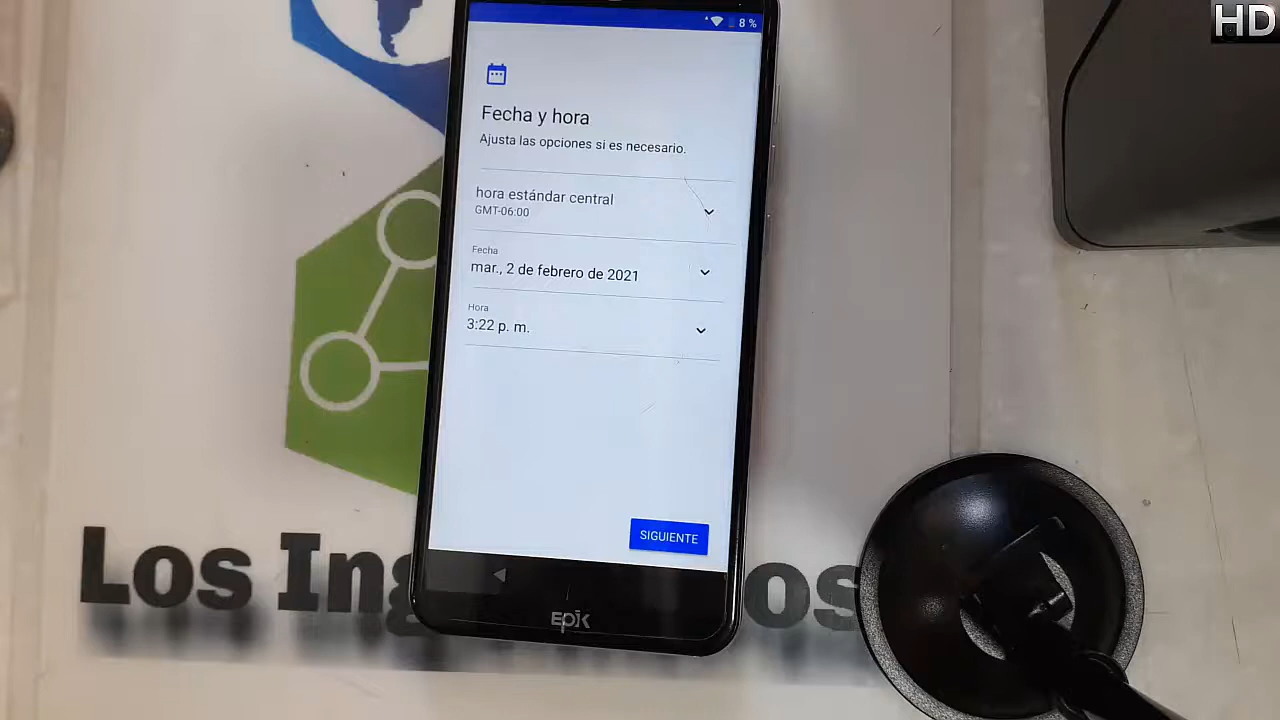 HD
8 %
Fecha y hora
Ajusta las opciones si es necesario.
hora estándar central
GMT-06:00
Fecha
mar., 2 de febrero de 2021
Hora
3:22 p. m.
SIGUIENTE
EPIK
Los Ing os